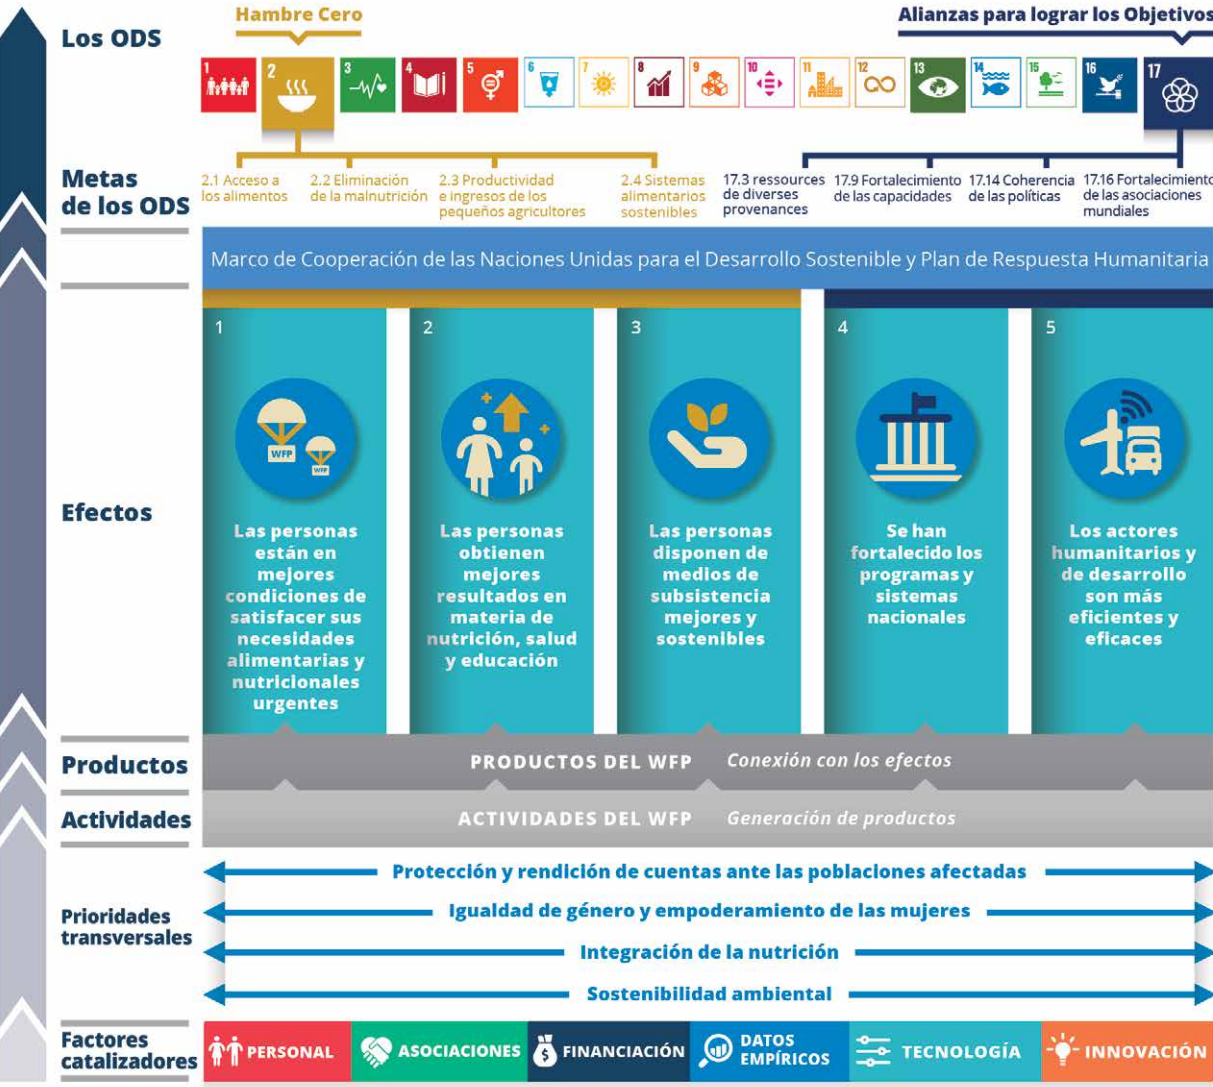 Hambre Cero
Alianzas para lograr los Objetivos
Los ODS
1
2
3
4
5
6
7
8
9
10
11
12
13
14
15
16
17
Metas
de los ODS
2.1 Acceso a
los alimentos
2.2 Eliminación
de la malnutrición
2.3 Productividad
e ingresos de los
pequeños agricultores
2.4 Sistemas
alimentarios
sostenibles
17.3 ressources
de diverses
provenances
17.9 Fortalecimiento
de las capacidades
17.14 Coherencia
de las políticas
17.16 Fortalecimiento
de las asociaciones
mundiales
Marco de Cooperación de las Naciones Unidas para el Desarrollo Sostenible y Plan de Respuesta Humanitaria
Efectos
1
WFP
WFP
Las personas
están en
mejores
condiciones de
satisfacer sus
necesidades
alimentarias y
nutricionales
urgentes
2
Las personas
obtienen
mejores
resultados en
materia de
nutrición, salud
y educación
3
Las personas
disponen de
medios de
subsistencia
mejores y
sostenibles
4
Se han
fortalecido los
programas y
sistemas
nacionales
5
Los actores
humanitarios y
de desarrollo
son más
eficientes y
eficaces
Productos
PRODUCTOS DEL WFP Conexión con los efectos
Actividades
ACTIVIDADES DEL WFP Generación de productos
Prioridades
transversales
Protección y rendición de cuentas ante las poblaciones afectadas
Igualdad de género y empoderamiento de las mujeres
Integración de la nutrición
Sostenibilidad ambiental
Factores
catalizadores
PERSONAL
ASOCIACIONES
$
FINANCIACIÓN
DATOS
EMPÍRICOS
TECNOLOGÍA
INNOVACIÓN